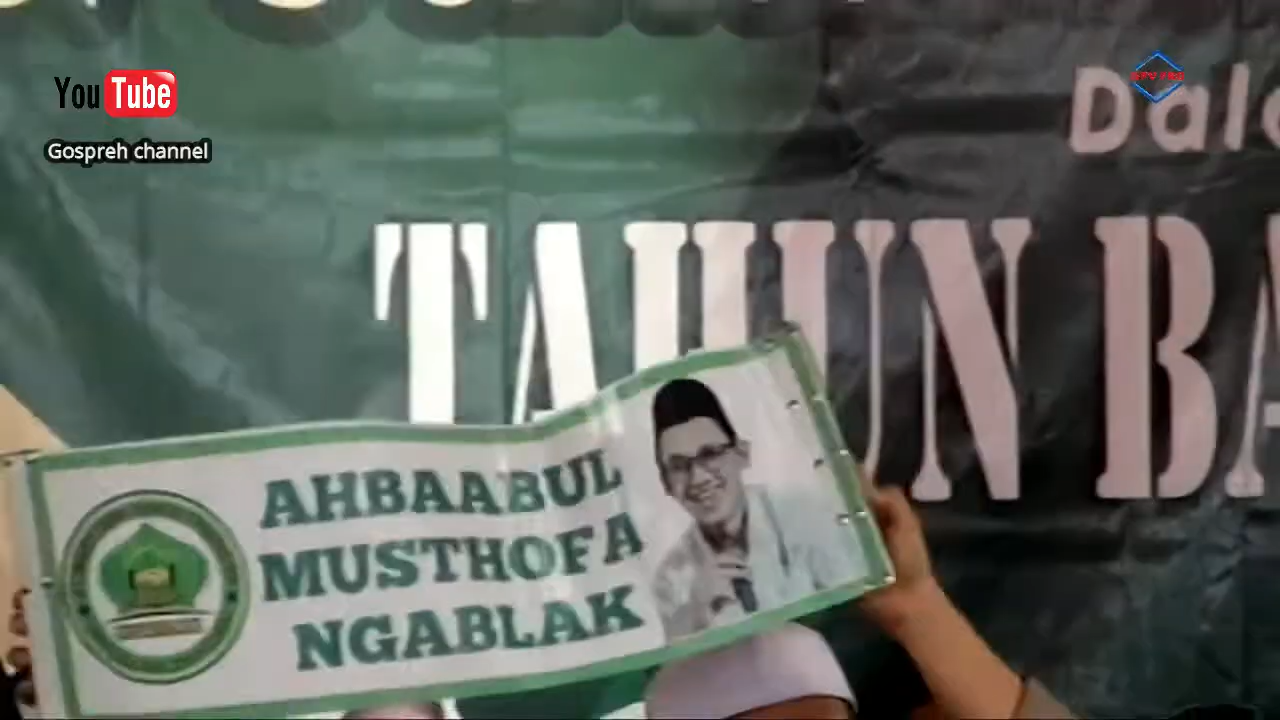 YouTube
Gospreh channel
Dal
TAHUN BA
AHBAABUL
MUSTHOFA
NGABLAK